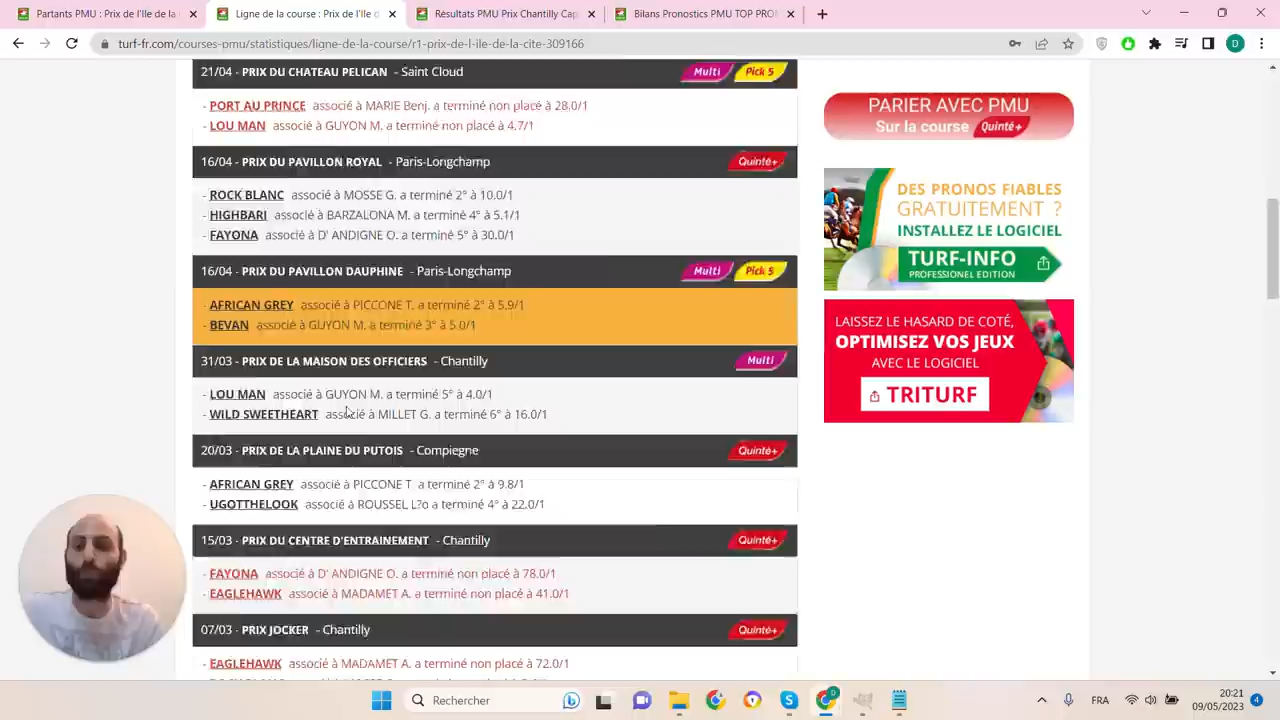 Partants PMU : Prix de l'Ile d
Ligne de la course : Prix de l'Ile
Résultats PMU Prix Chantilly Cap
Bilans Pronostics PMU TOP PRO
turf-fr.com/courses-pmu/statistiques/ligne-de-la-course/r1-prix-de-l-ile-de-la-cite-309166
D
21/04 - PRIX DU CHATEAU PELICAN - Saint Cloud
Multi Pick 5
- PORT AU PRINCE associé à MARIE Benj. a terminé non placé à 28.0/1
- LOU MAN associé à GUYON M. a terminé non placé à 4.7/1
16/04 - PRIX DU PAVILLON ROYAL - Paris-Longchamp
Quinté+
- ROCK BLANC associé à MOSSE G. a terminé 2° à 10.0/1
- HIGHBARI associé à BARZALONA M. a terminé 4° à 5.1/1
- FAYONA associé à D' ANDIGNE O. a terminé 5° à 30.0/1
16/04 - PRIX DU PAVILLON DAUPHINE - Paris-Longchamp
Multi Pick 5
- AFRICAN GREY associé à PICCONE T. a terminé 2° à 5.9/1
- BEVAN associé à GUYON M. a terminé 3° à 5.0/1
31/03 - PRIX DE LA MAISON DES OFFICIERS - Chantilly
Multi
- LOU MAN associé à GUYON M. a terminé 5° à 4.0/1
- WILD SWEETHEART associé à MILLET G. a terminé 6° à 16.0/1
20/03 - PRIX DE LA PLAINE DU PUTOIS - Compiegne
Quinté+
- AFRICAN GREY associé à PICCONE T a terminé 2° à 9.8/1
- UGOTTHELOOK associé à ROUSSEL L?o a terminé 4° à 22.0/1
15/03 - PRIX DU CENTRE D'ENTRAINEMENT - Chantilly
Quinté+
- FAYONA associé à D' ANDIGNE O. a terminé non placé à 78.0/1
- EAGLEHAWK associé à MADAMET A. a terminé non placé à 41.0/1
07/03 - PRIX JOCKER - Chantilly
Quinté+
- EAGLEHAWK associé à MADAMET A. a terminé non placé à 72.0/1
PARIER AVEC PMU
Sur la course Quinté+
DES PRONOS FIABLES
GRATUITEMENT ?
INSTALLEZ LE LOGICIEL
TURF-INFO
PROFESSIONEL EDITION
LAISSEZ LE HASARD DE COTÉ,
OPTIMISEZ VOS JEUX
AVEC LE LOGICIEL
TRITURF
Rechercher
FRA
20:21
09/05/2023
4